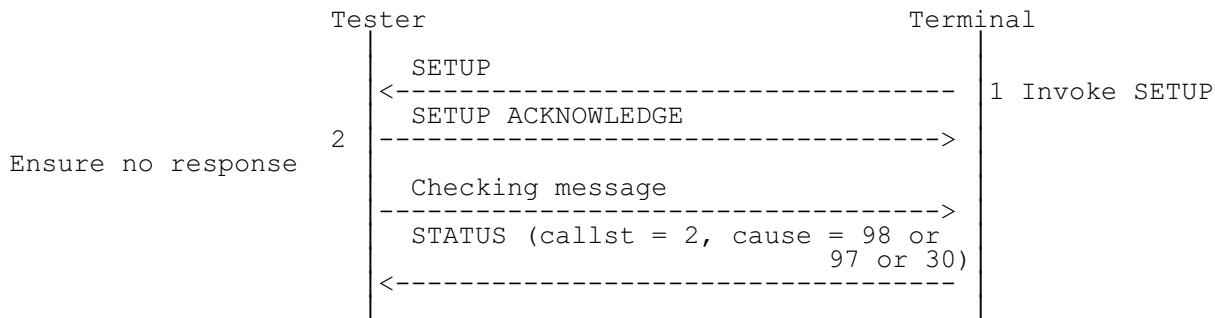 Tester Terminal
SETUP
<----------------------------------- 1 Invoke SETUP
SETUP ACKNOWLEDGE
2 ----------------------------------->
Ensure no response
Checking message
----------------------------------->
STATUS (callst = 2, cause = 98 or
97 or 30)
<-----------------------------------